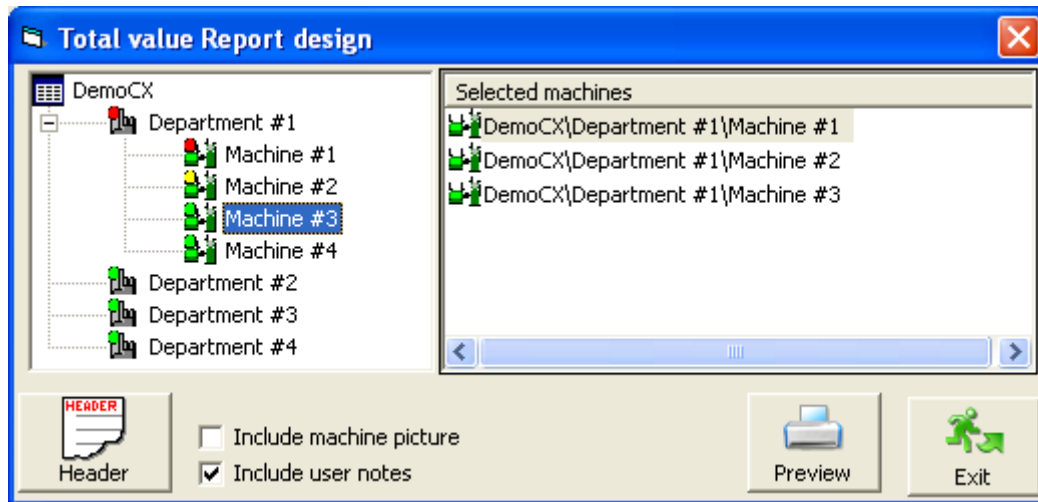 Total value Report design
DemoCX
Department #1
Machine #1
Machine #2
Machine #3
Machine #4
Department #2
Department #3
Department #4
Selected machines
DemoCX\Department #1\Machine #1
DemoCX\Department #1\Machine #2
DemoCX\Department #1\Machine #3
HEADER
Header
Include machine picture
Include user notes
Preview
Exit